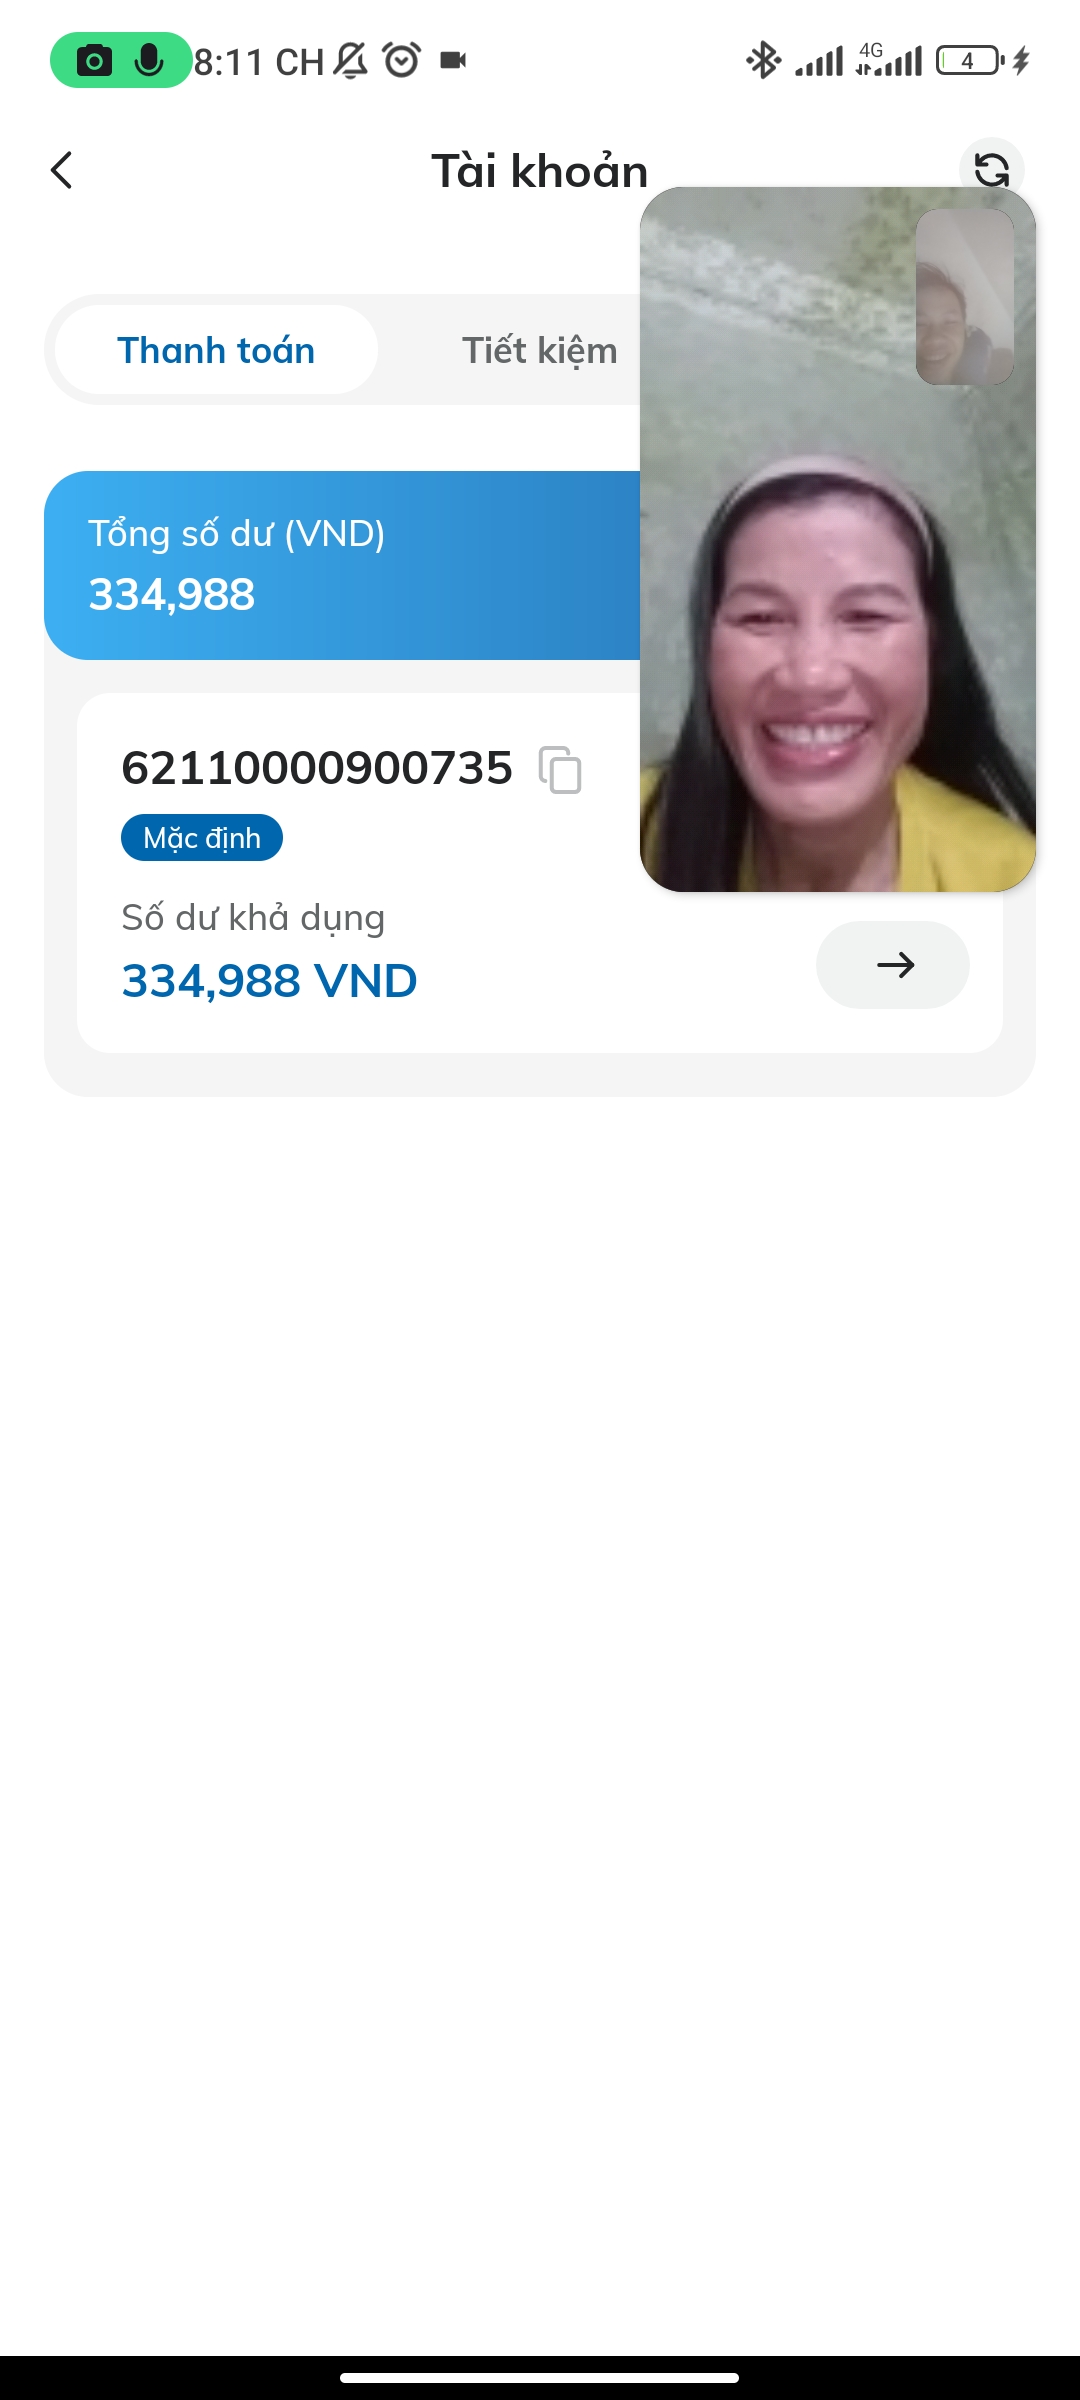 8:11 CH
4G
4
Tài khoản
Thanh toán
Tiết kiệm
Tổng số dư (VND)
334,988
62110000900735
Mặc định
Số dư khả dụng
334,988 VND